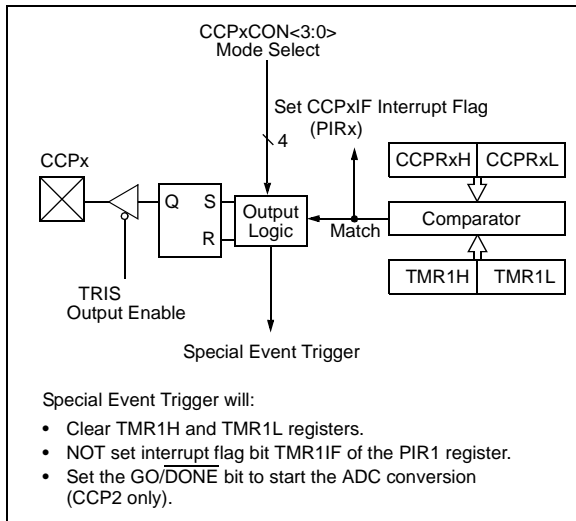 CCPxCON<3:0>
Mode Select
Set CCPxIF Interrupt Flag
(PIRx)
4
CCPx
CCPRxH CCPRxL
Q S
R
Output
Logic
Match
Comparator
TMR1H TMR1L
TRIS
Output Enable
Special Event Trigger
Special Event Trigger will:
• Clear TMR1H and TMR1L registers.
• NOT set interrupt flag bit TMR1IF of the PIR1 register.
• Set the GO/DONE bit to start the ADC conversion
(CCP2 only).